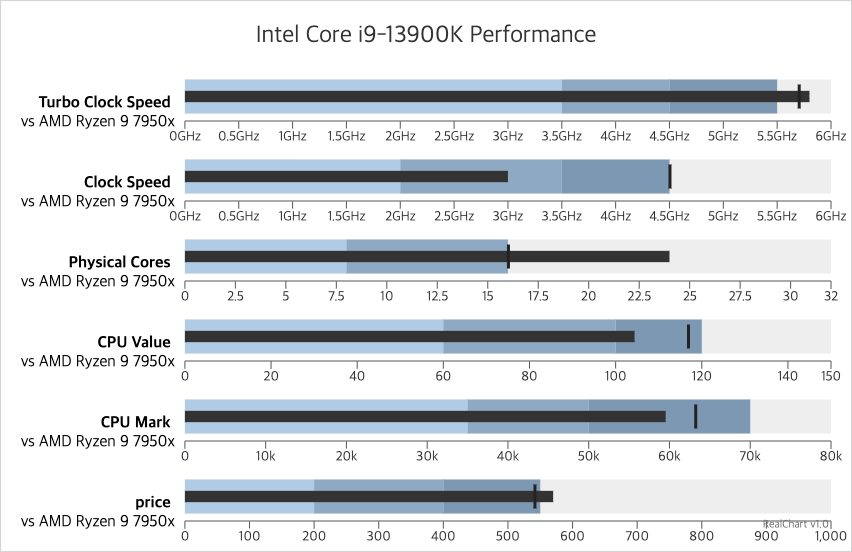 Intel Core i9-13900K Performance
Turbo Clock Speed
vs AMD Ryzen 9 7950x
0GHz 0.5GHz 1GHz 1.5GHz 2GHz 2.5GHz 3GHz 3.5GHz 4GHz 4.5GHz 5GHz 5.5GHz 6GHz
Clock Speed
vs AMD Ryzen 9 7950x
0GHz 0.5GHz 1GHz 1.5GHz 2GHz 2.5GHz 3GHz 3.5GHz 4GHz 4.5GHz 5GHz 5.5GHz 6GHz
Physical Cores
vs AMD Ryzen 9 7950x
0 2.5 5 7.5 10 12.5 15 17.5 20 22.5 25 27.5 30 32
CPU Value
vs AMD Ryzen 9 7950x
0 20 40 60 80 100 120 140 150
CPU Mark
vs AMD Ryzen 9 7950x
0 10k 20k 30k 40k 50k 60k 70k 80k
price
vs AMD Ryzen 9 7950x
0 100 200 300 400 500 600 700 800 900 1,000
RealChart v1.0